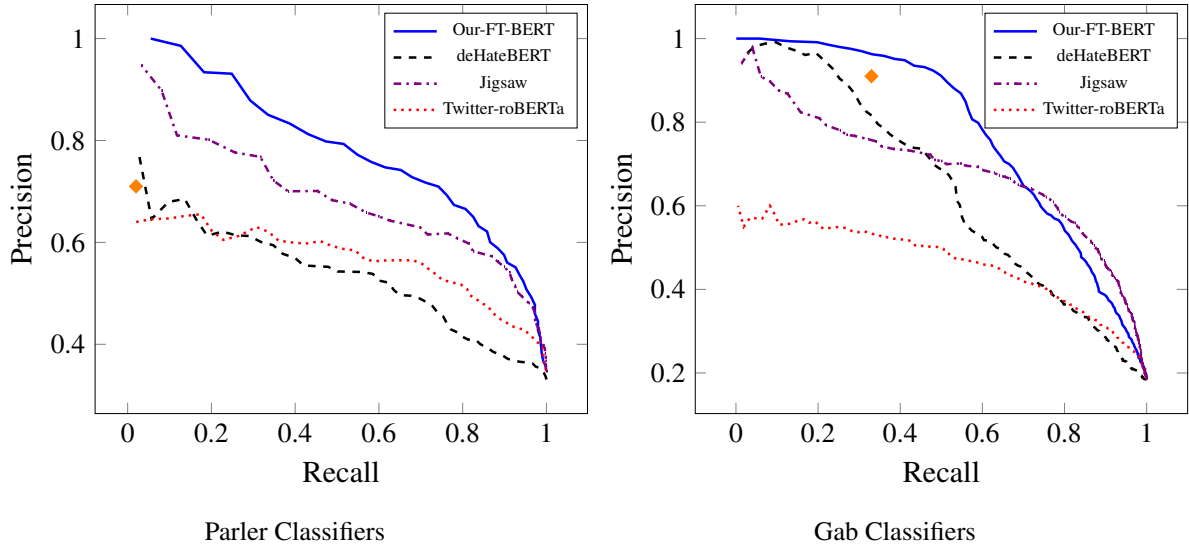 Our-FT-BERT
deHateBERT
Jigsaw
Twitter-roBERTa
1
0.8
0.6
0.4
Precision
0 0.2 0.4 0.6 0.8 1
Recall
Parler Classifiers
Our-FT-BERT
deHateBERT
Jigsaw
Twitter-roBERTa
1
0.8
0.6
0.4
0.2
Precision
0 0.2 0.4 0.6 0.8 1
Recall
Gab Classifiers